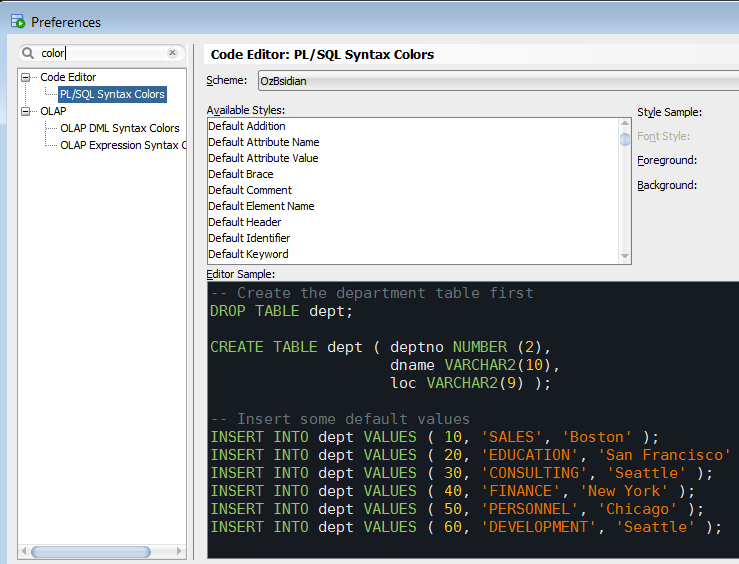 Preferences
color
Code Editor
PL/SQL Syntax Colors
OLAP
OLAP DML Syntax Colors
OLAP Expression Syntax C
Code Editor: PL/SQL Syntax Colors
Scheme: OzBsidian
Available Styles:
Default Addition
Default Attribute Name
Default Attribute Value
Default Brace
Default Comment
Default Element Name
Default Header
Default Identifier
Default Keyword
Style Sample:
Font Style:
Foreground:
Background:
Editor Sample:
-- Create the department table first
DROP TABLE dept;
CREATE TABLE dept ( deptno NUMBER (2),
dname VARCHAR2(10),
loc VARCHAR2(9) );
-- Insert some default values
INSERT INTO dept VALUES ( 10, 'SALES', 'Boston' );
INSERT INTO dept VALUES ( 20, 'EDUCATION', 'San Francisco'
INSERT INTO dept VALUES ( 30, 'CONSULTING', 'Seattle' );
INSERT INTO dept VALUES ( 40, 'FINANCE', 'New York' );
INSERT INTO dept VALUES ( 50, 'PERSONNEL', 'Chicago' );
INSERT INTO dept VALUES ( 60, 'DEVELOPMENT', 'Seattle' );